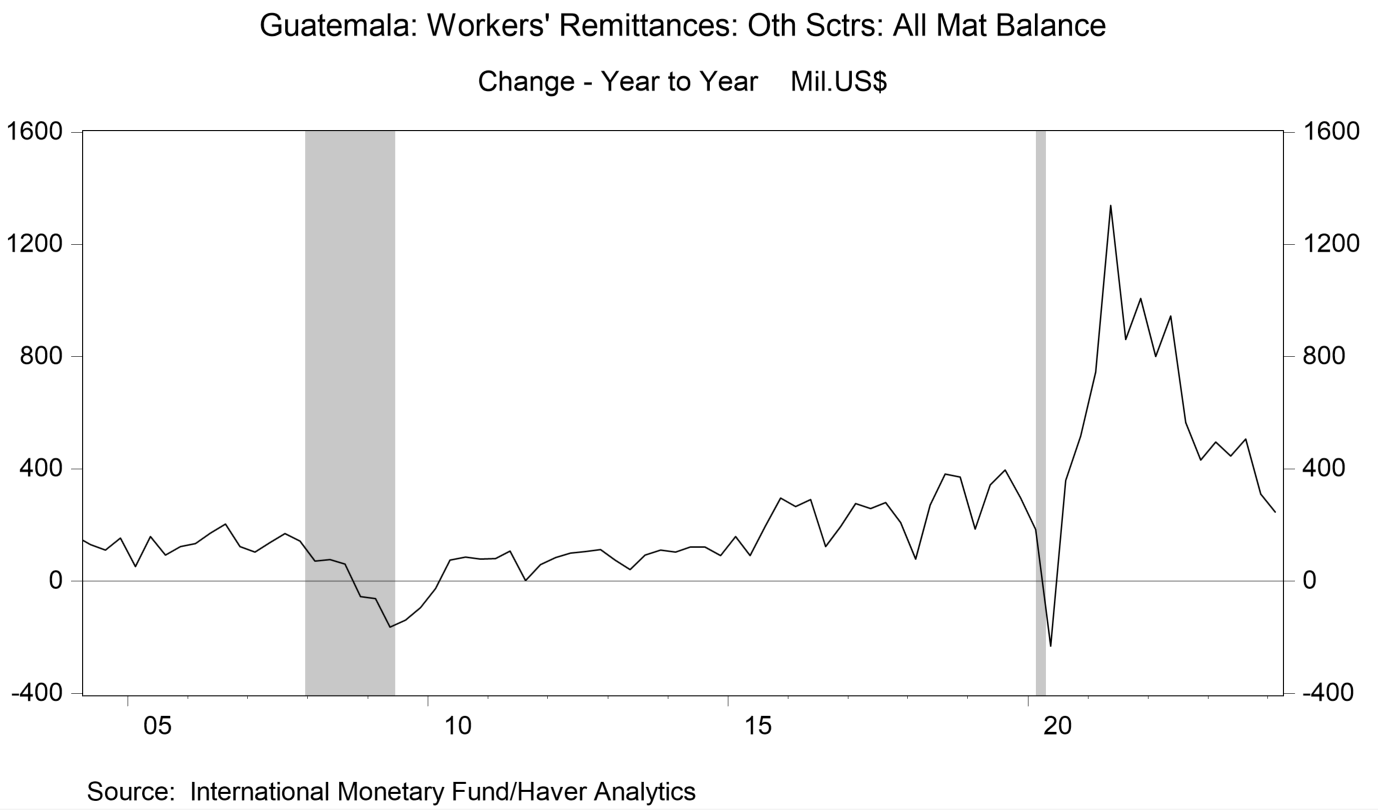 Guatemala: Workers' Remittances: Oth Sctrs: All Mat Balance
Change - Year to Year Mil.US$
1600 1600
1200 1200
800 800
400 400
0 0
-400 -400
05 10 15 20
Source: International Monetary Fund/Haver Analytics